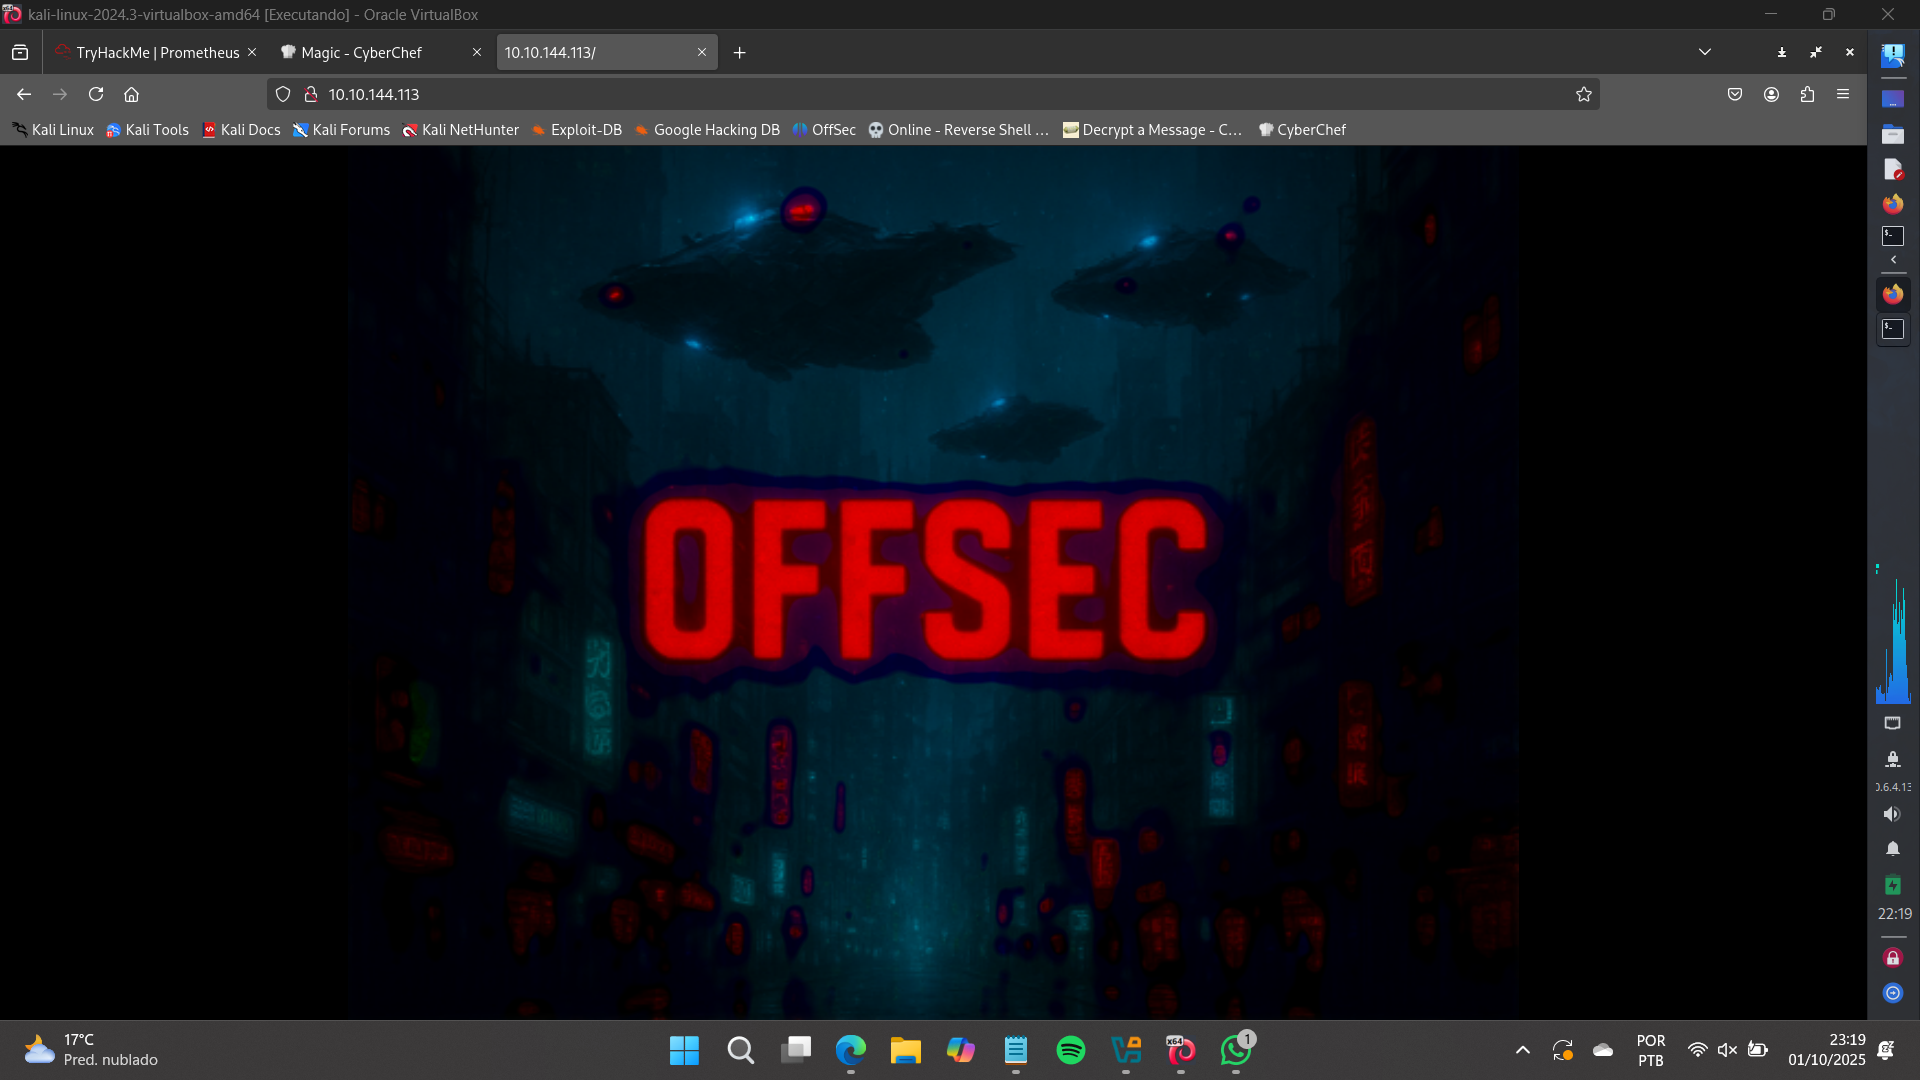 kali-linux-2024.3-virtualbox-amd64 [Executando] - Oracle VirtualBox
TryHackMe | Prometheus
Magic - CyberChef
10.10.144.113/
10.10.144.113
Kali Linux
Kali Tools
Kali Docs
Kali Forums
Kali NetHunter
Exploit-DB
Google Hacking DB
OffSec
Online - Reverse Shell ...
Decrypt a Message - C...
CyberChef
OFFSEC
0.6.4.13
22:19
17°C
Pred. nublado
x64
1
POR
PTB
23:19
01/10/2025